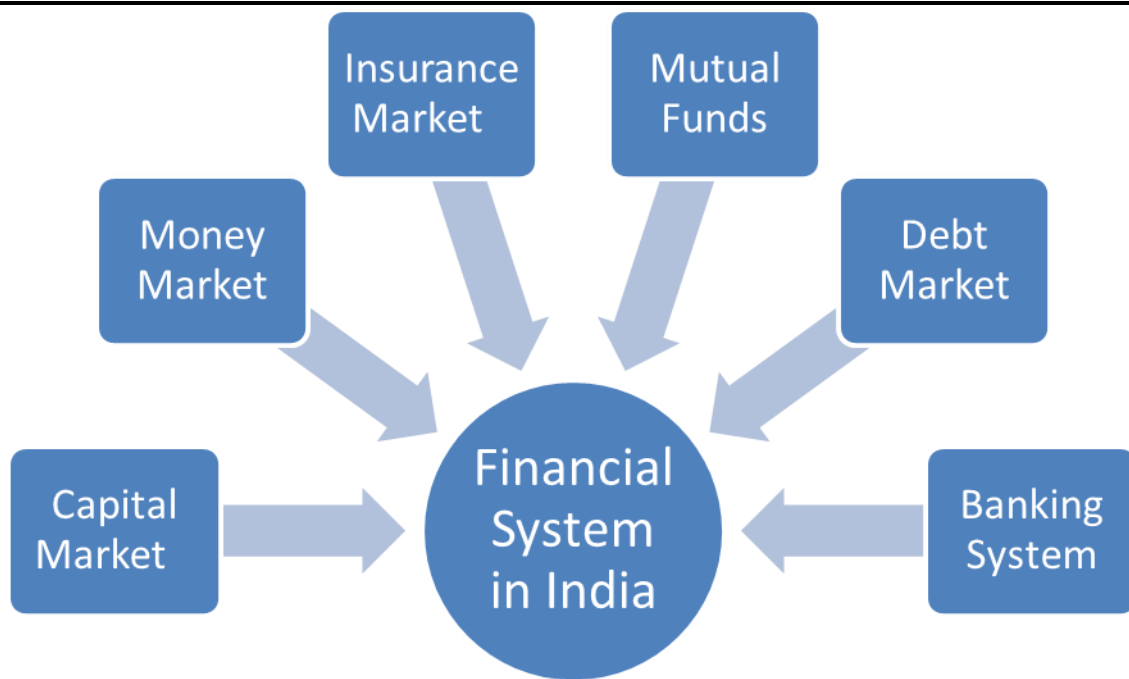 Insurance
Market
Mutual
Funds
Money
Market
Debt
Market
Capital
Market
Financial
System
in India
Banking
System